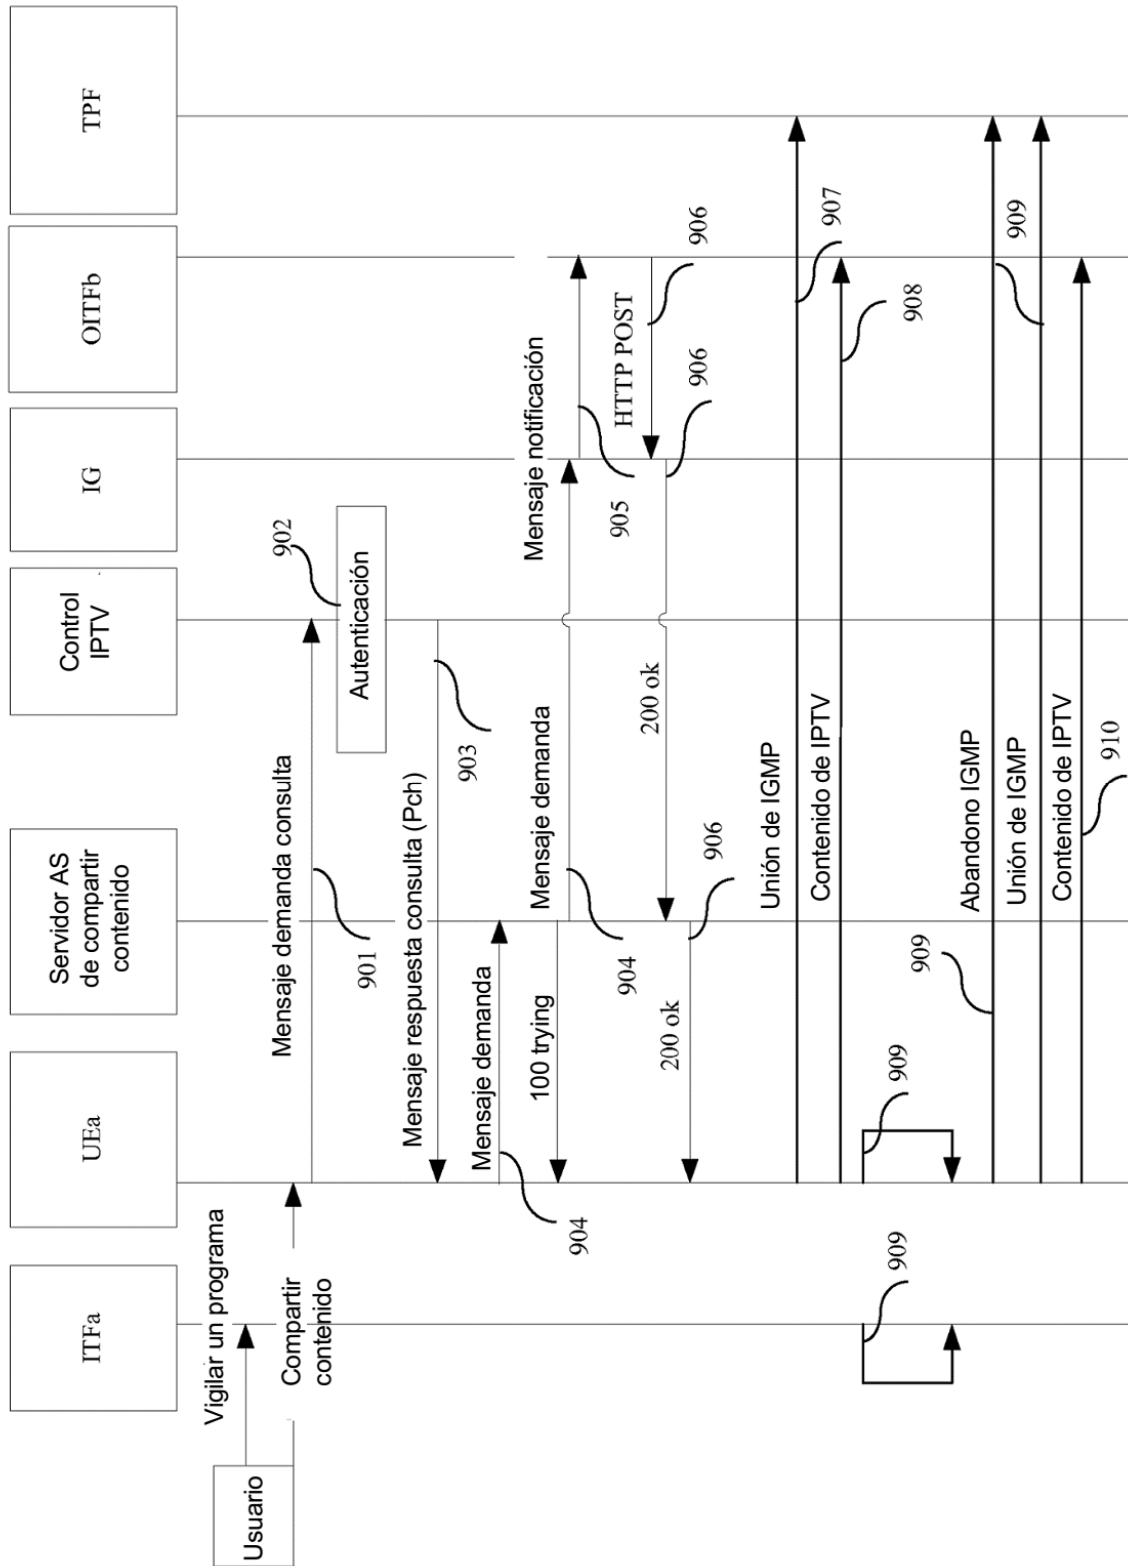 ITFa
UEa
Servidor AS
de compartir
contenido
Control
IPTV
IG
OITFb
TPF
Usuario
Vigilar un programa
Compartir
contenido
Mensaje demanda consulta
901
902
Autenticación
Mensaje respuesta consulta (Pch)
903
Mensaje demanda
904
100 trying
Mensaje demanda
904
Mensaje notificación
905
HTTP POST
906
906
200 ok
200 ok
906
Unión de IGMP
907
Contenido de IPTV
908
909
909
909
Abandono IGMP
909
Unión de IGMP
Contenido de IPTV
910